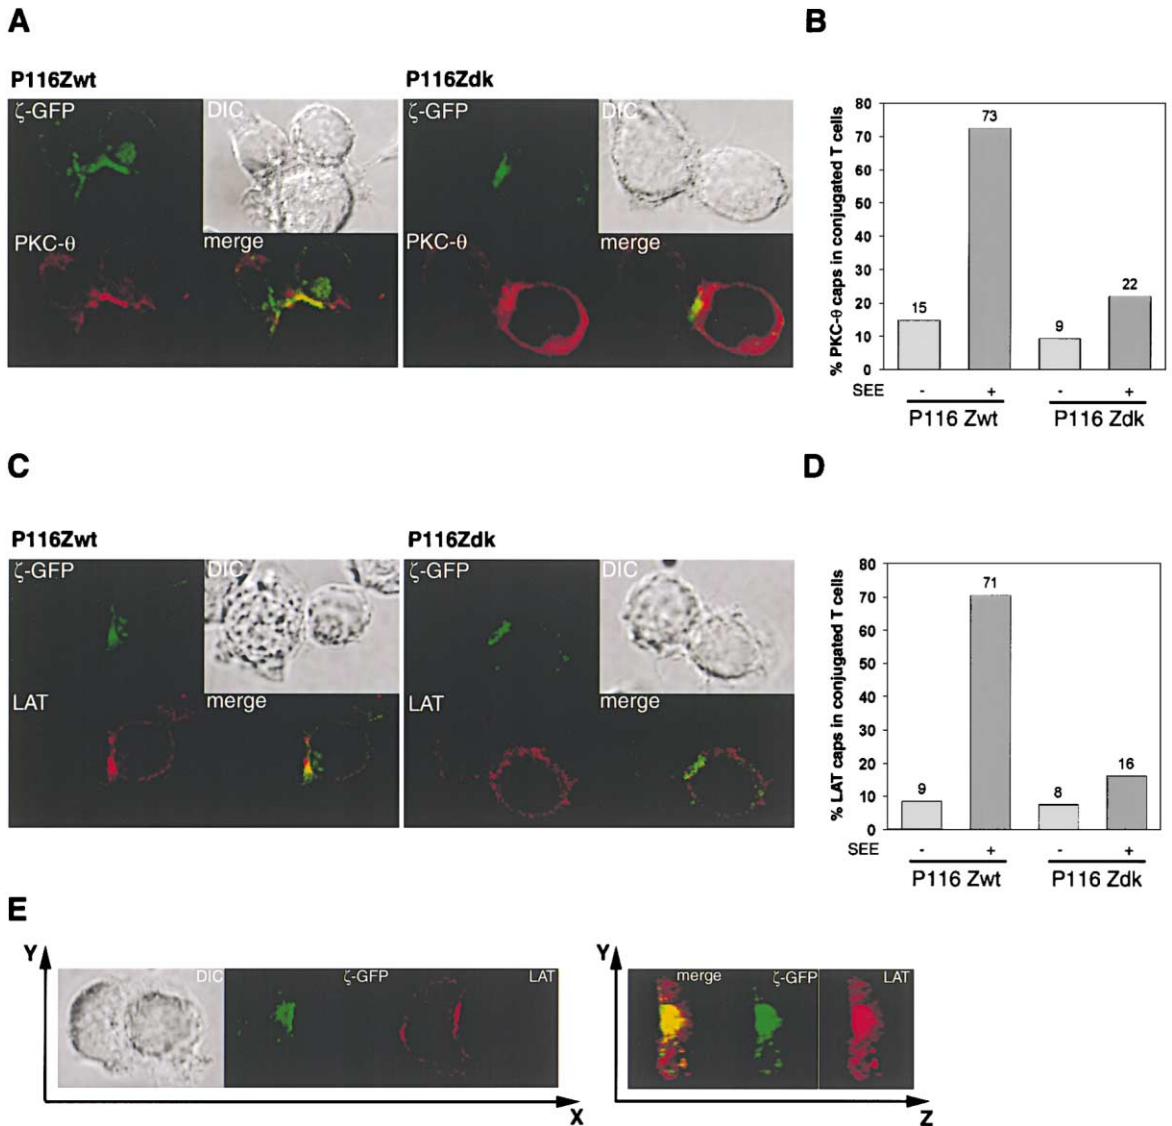 A
P116Zwt
ζ-GFP
DIC
PKC-θ
merge
P116Zdk
ζ-GFP
DIC
PKC-θ
merge
B
% PKC-θ caps in conjugated T cells
80
70
60
50
40
30
20
10
0
15
73
9
22
SEE - + - +
P116 Zwt P116 Zdk
C
P116Zwt
ζ-GFP
DIC
LAT
merge
P116Zdk
ζ-GFP
DIC
LAT
merge
D
% LAT caps in conjugated T cells
80
70
60
50
40
30
20
10
0
9
71
8
16
SEE - + - +
P116 Zwt P116 Zdk
E
Y
DIC
ζ-GFP
LAT
X
Y
merge
ζ-GFP
LAT
Z